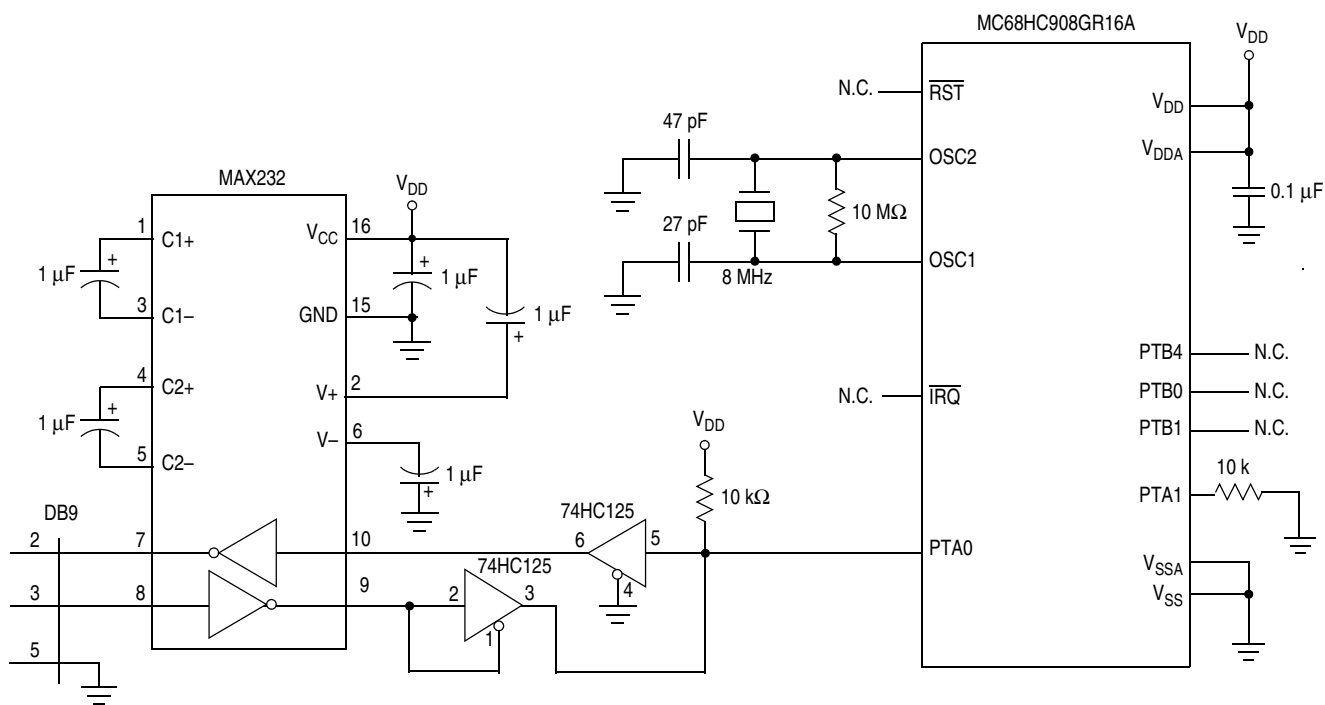 MC68HC908GR16A
V_DD
N.C.
R̅S̅T̅
V_DD
47 pF
OSC2
V_DDA
MAX232
V_DD
10 MΩ
0.1 µF
1
C1+
V_CC
16
27 pF
OSC1
8 MHz
+
1 µF
+
1 µF
3
C1–
GND
15
1 µF
+
PTB4
N.C.
4
C2+
V+
2
N.C.
I̅R̅Q̅
PTB0
N.C.
+
1 µF
V_DD
PTB1
N.C.
V–
6
5
C2–
1 µF
+
10 k
10 kΩ
PTA1
DB9
74HC125
2
7
10
6
5
PTA0
74HC125
4
V_SSA
3
8
9
2
3
V_SS
1
5